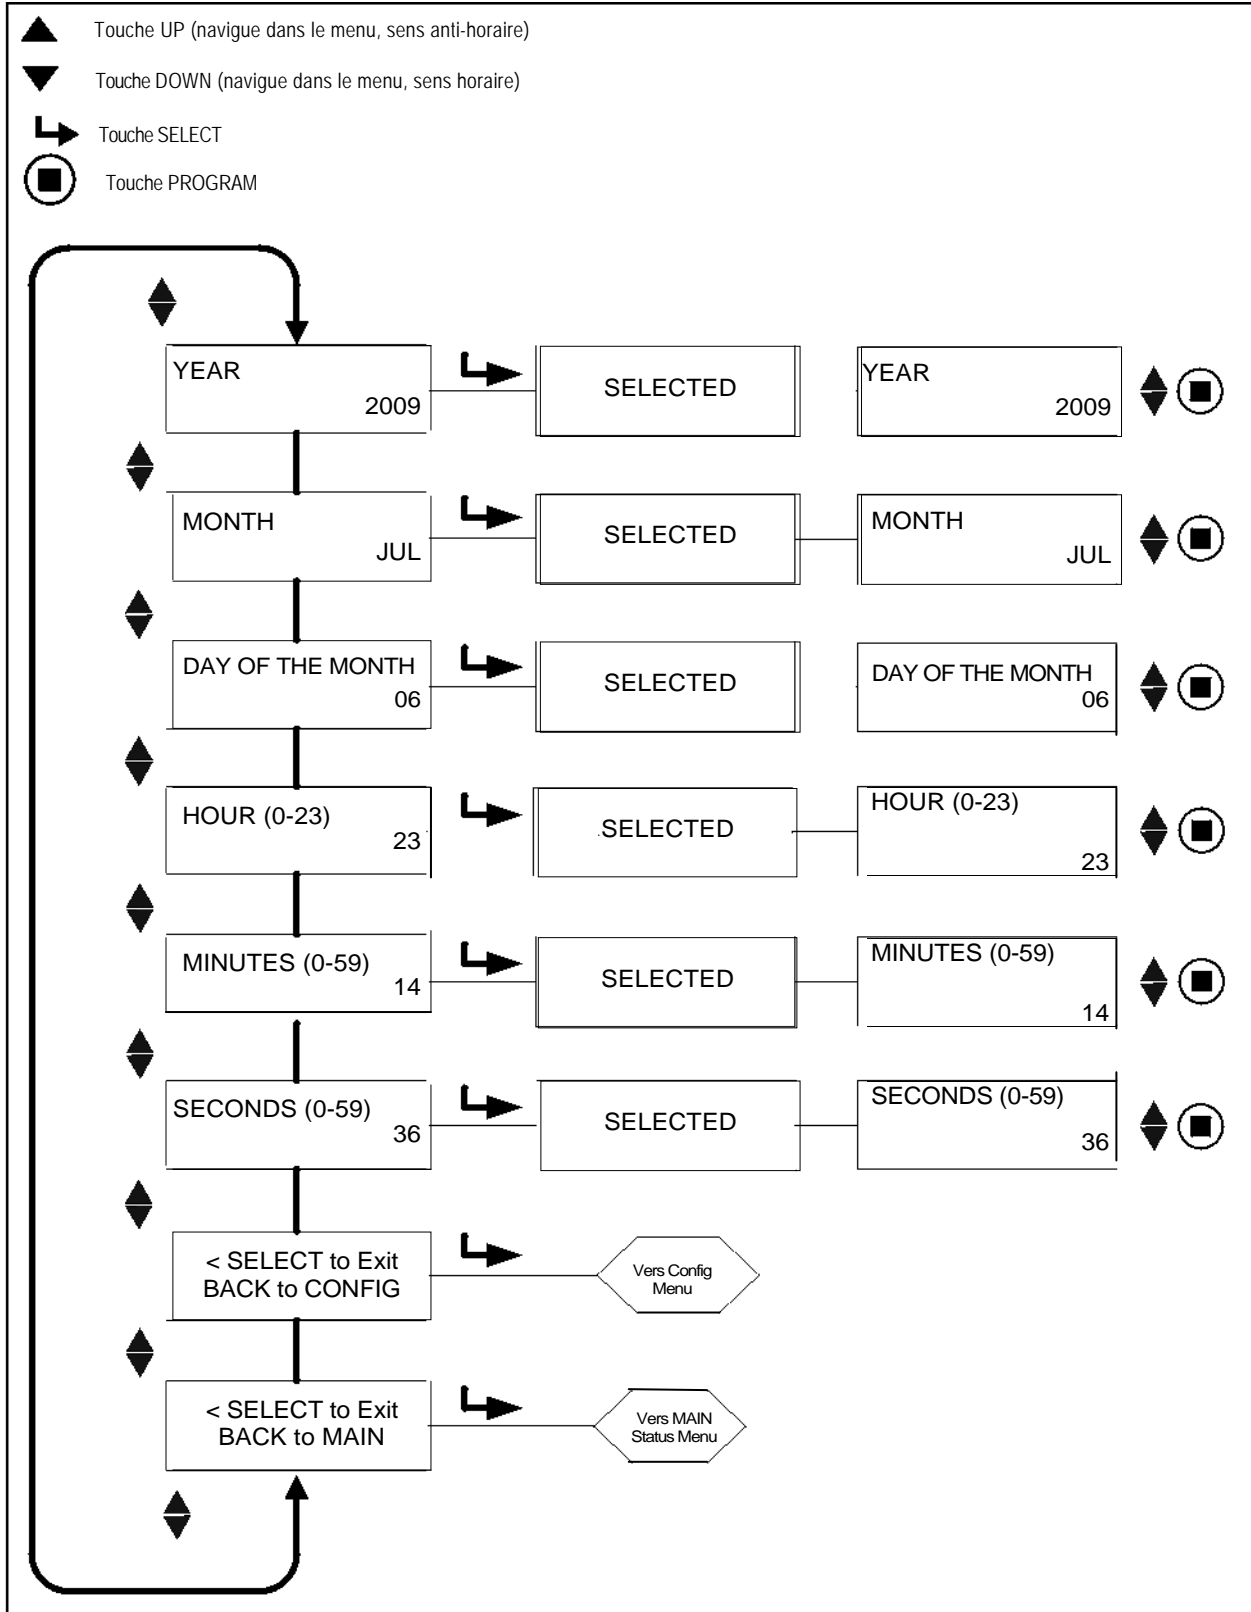 Touche UP (navigue dans le menu, sens anti-horaire)
Touche DOWN (navigue dans le menu, sens horaire)
Touche SELECT
Touche PROGRAM
YEAR
2009
SELECTED
YEAR
2009
MONTH
JUL
SELECTED
MONTH
JUL
DAY OF THE MONTH
06
SELECTED
DAY OF THE MONTH
06
HOUR (0-23)
23
SELECTED
HOUR (0-23)
23
MINUTES (0-59)
14
SELECTED
MINUTES (0-59)
14
SECONDS (0-59)
36
SELECTED
SECONDS (0-59)
36
< SELECT to Exit
BACK to CONFIG
Vers Config
Menu
< SELECT to Exit
BACK to MAIN
Vers MAIN
Status Menu